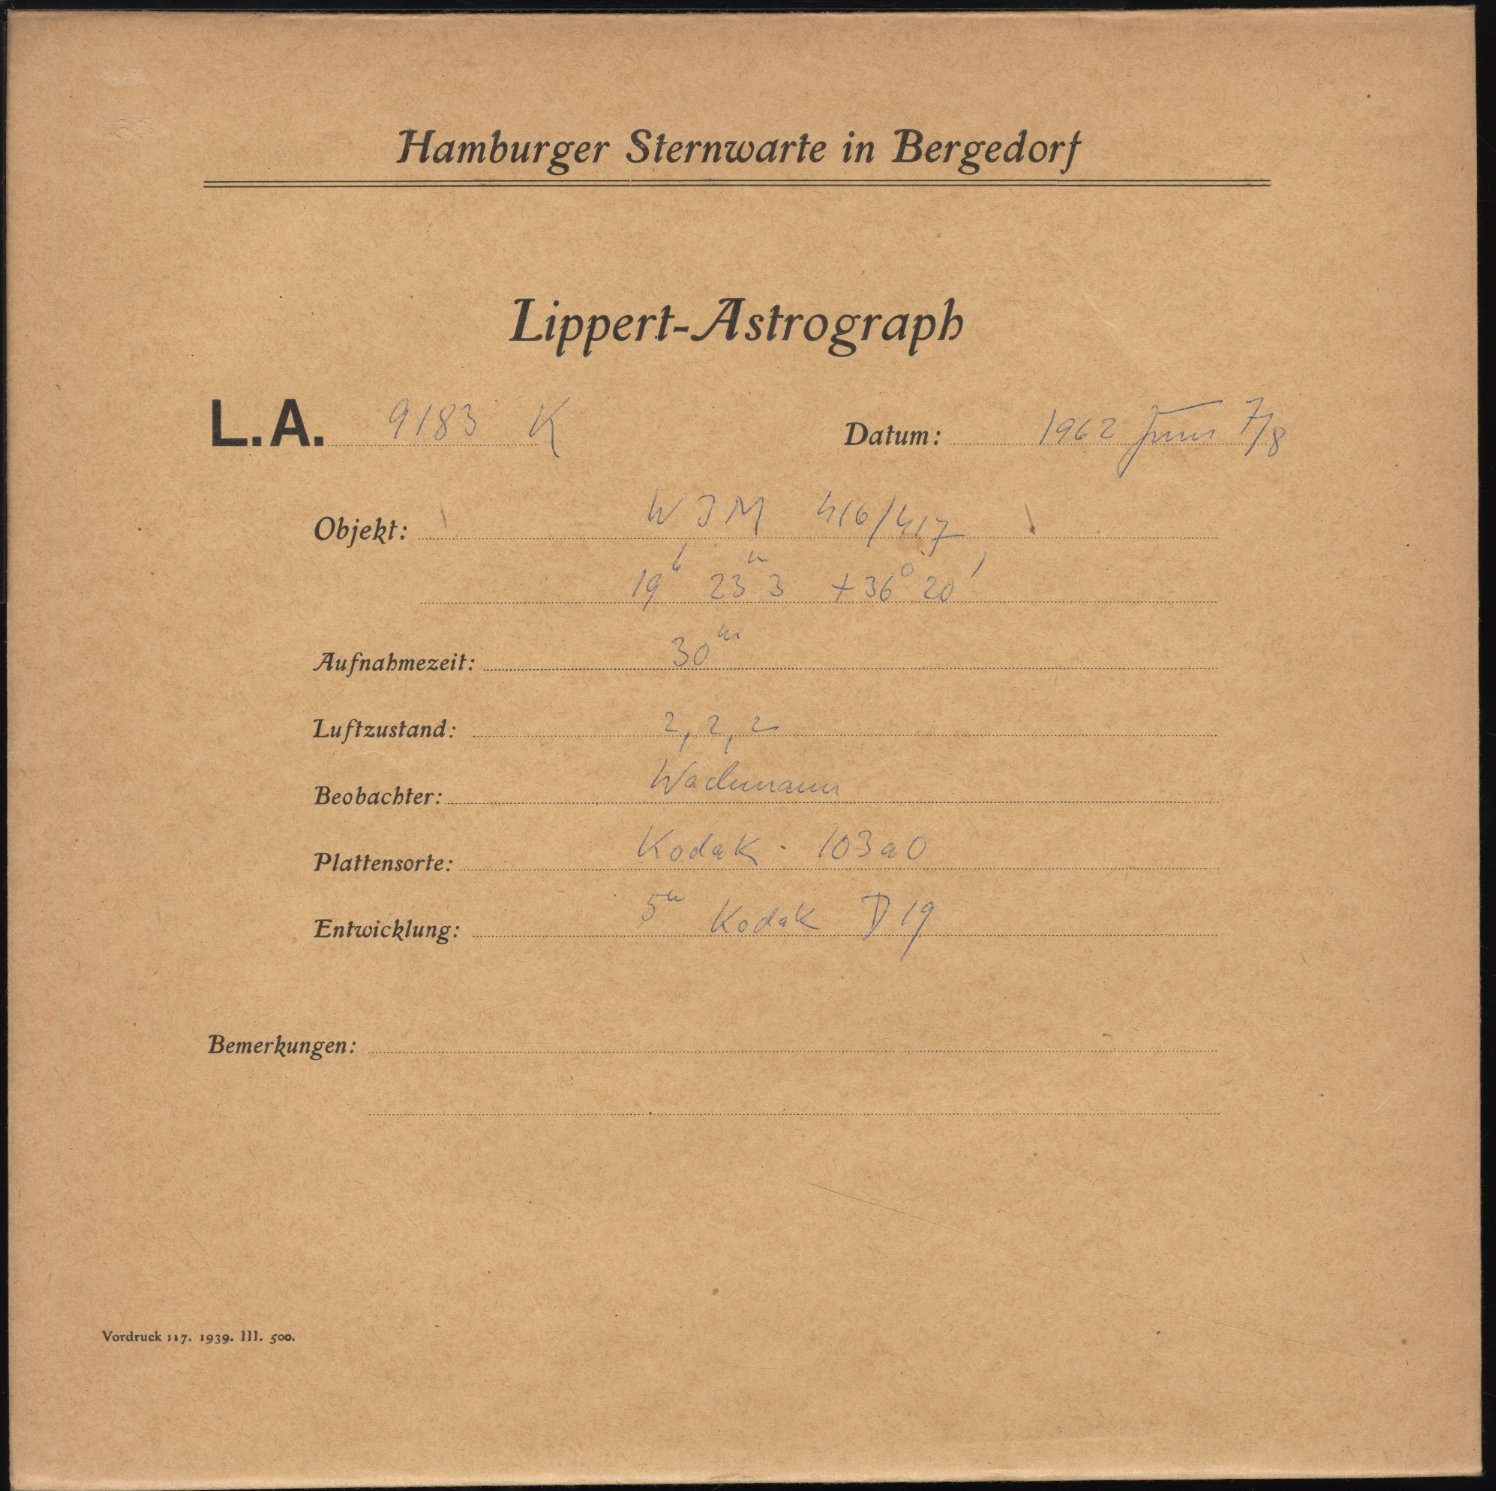 Hamburger Sternwarte in Bergedorf
Lippert-Astrograph
L.A. 9183 K Datum: 1962 Juni 7/8
Objekt: W J M 416/417
19ʰ 23ᵐ3 +36° 20′
Aufnahmezeit: 30ᵐ
Luftzustand: 2, 2, 2
Beobachter: Wachmann
Plattensorte: Kodak - 103a0
Entwicklung: 5ᵐ Kodak D19
Bemerkungen:
Vordruck 117. 1939. III. 500.